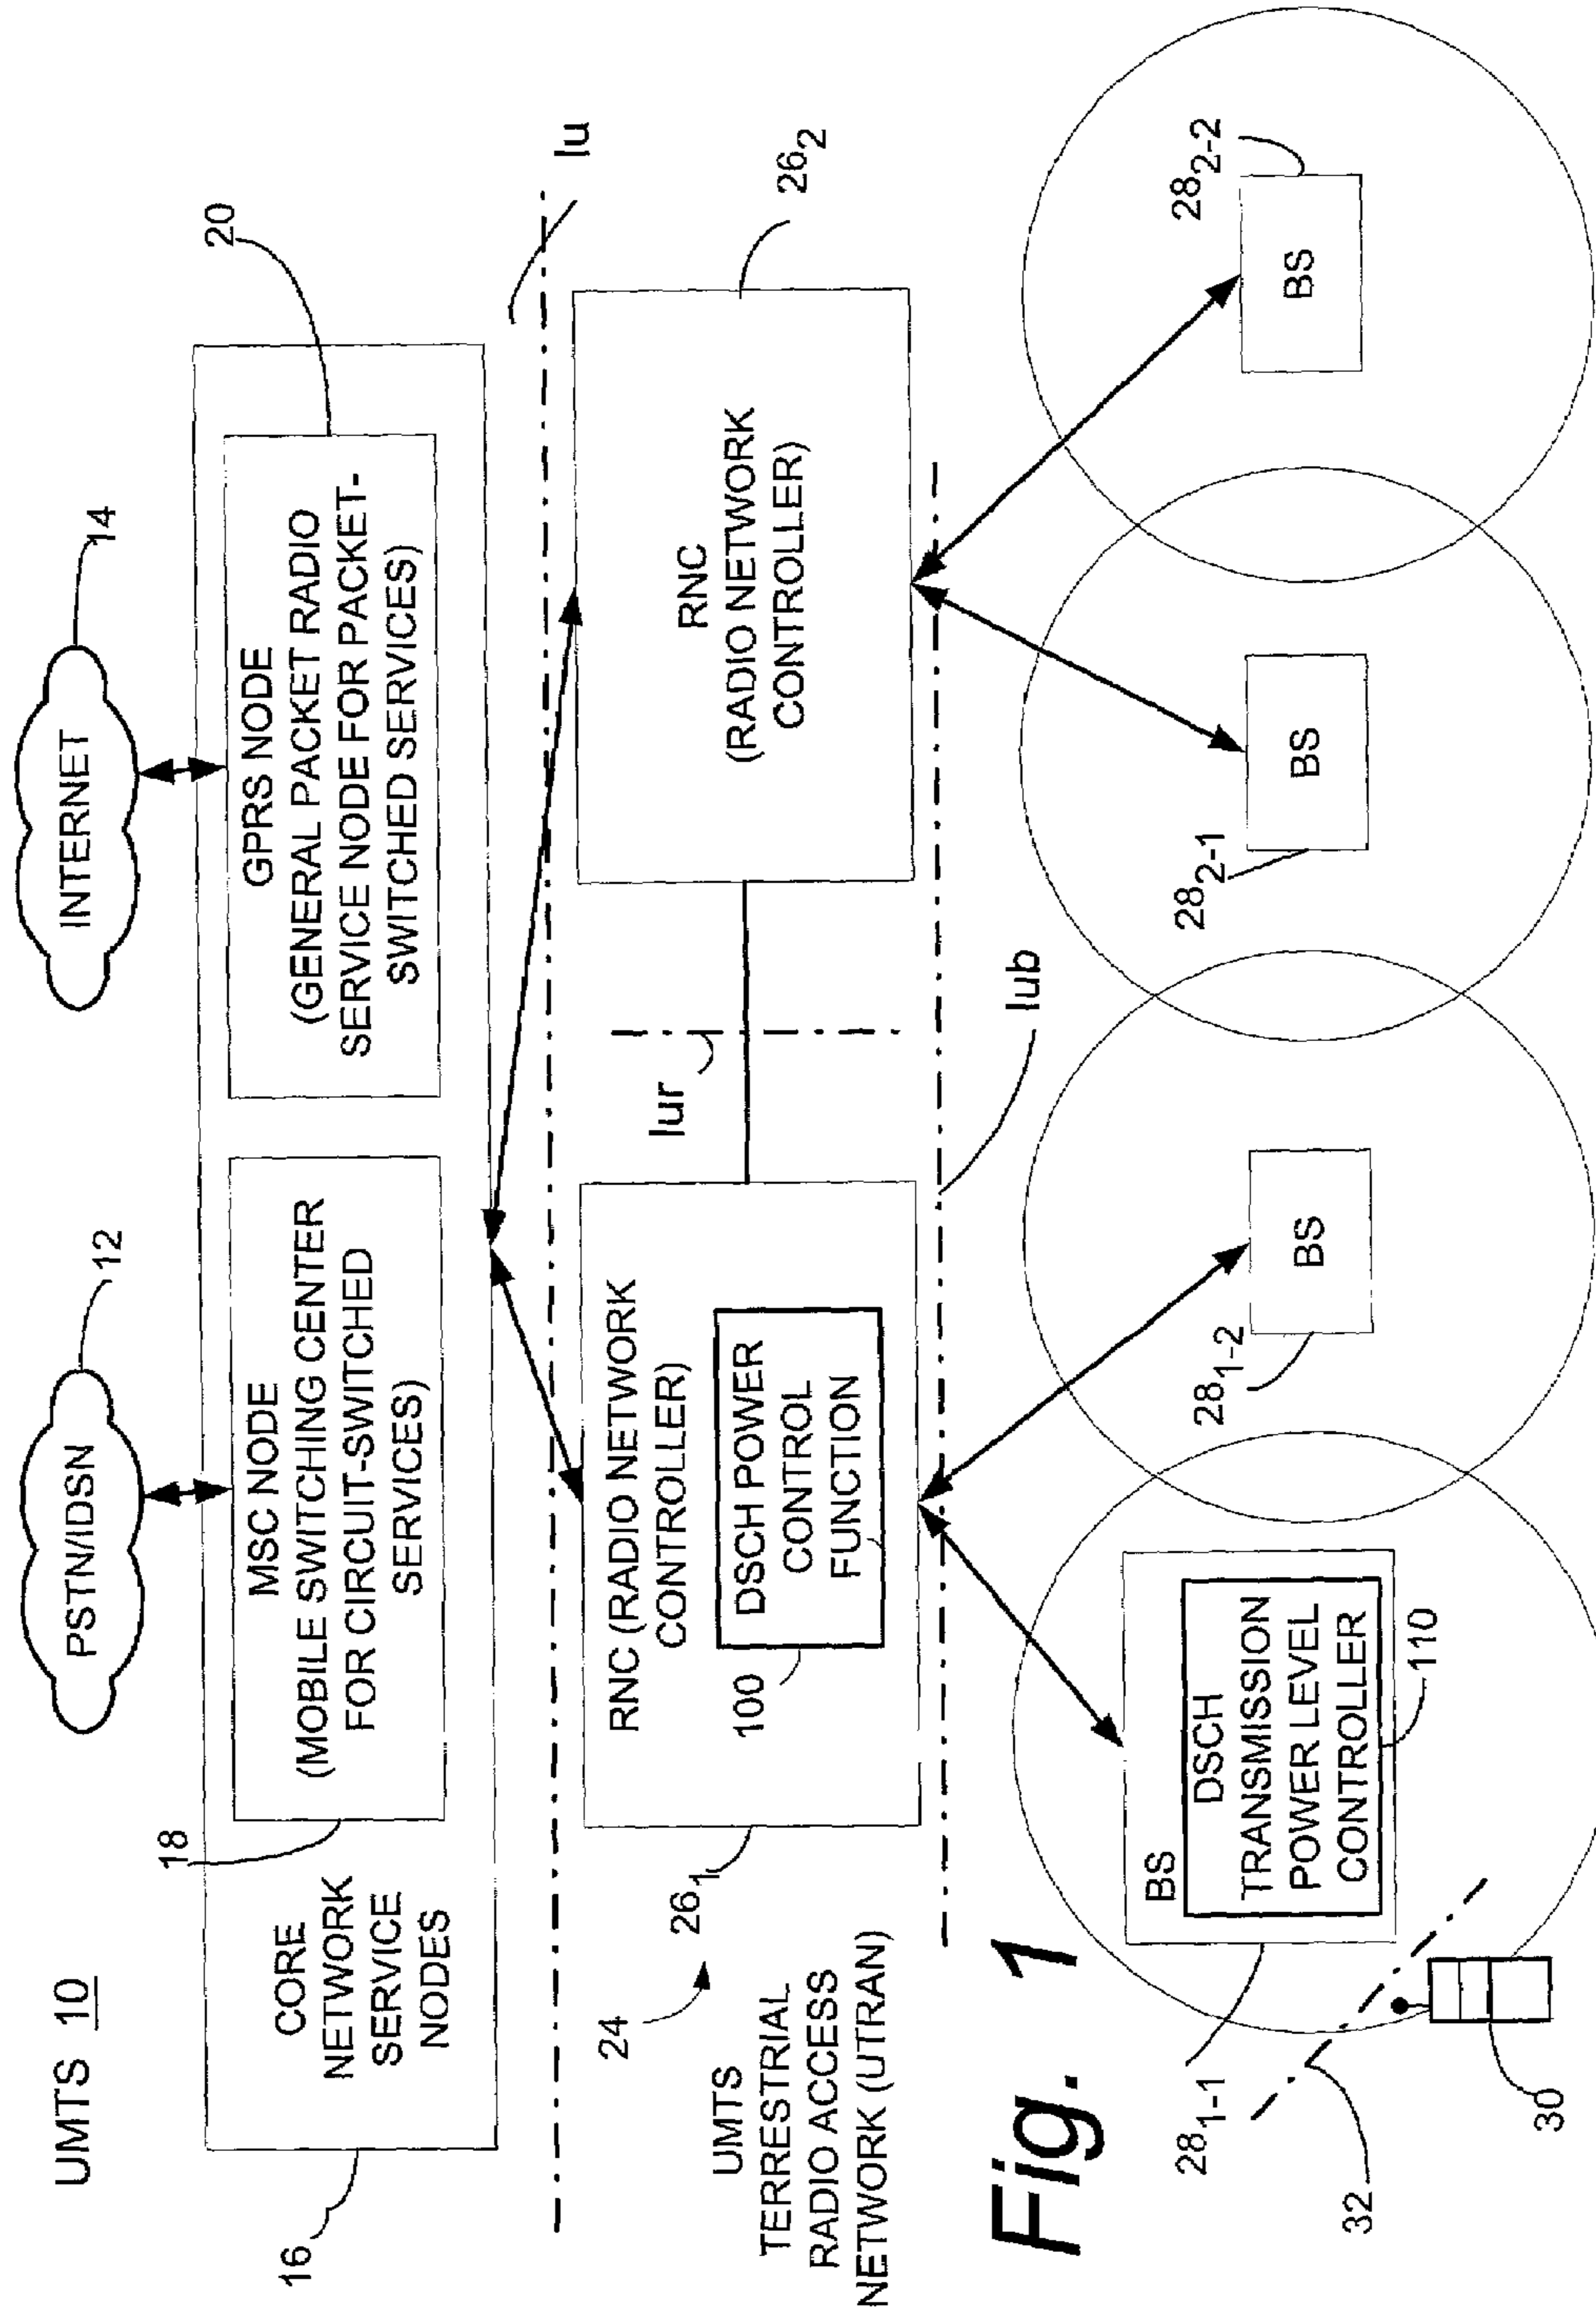 UMTS 10
PSTN/IDSN
12
INTERNET
14
16
CORE
NETWORK
SERVICE
NODES
18
MSC NODE
(MOBILE SWITCHING CENTER
FOR CIRCUIT-SWITCHED
SERVICES)
GPRS NODE
(GENERAL PACKET RADIO
SERVICE NODE FOR PACKET-
SWITCHED SERVICES)
20
Iu
24
UMTS
TERRESTRIAL
RADIO ACCESS
NETWORK (UTRAN)
26₁
RNC (RADIO NETWORK
CONTROLLER)
100
DSCH POWER
CONTROL
FUNCTION
Iur
RNC
(RADIO NETWORK
CONTROLLER)
26₂
Iub
Fig. 1
28₁₋₁
BS
DSCH
TRANSMISSION
POWER LEVEL
CONTROLLER
110
28₁₋₂
BS
28₂₋₁
BS
28₂₋₂
BS
32
30